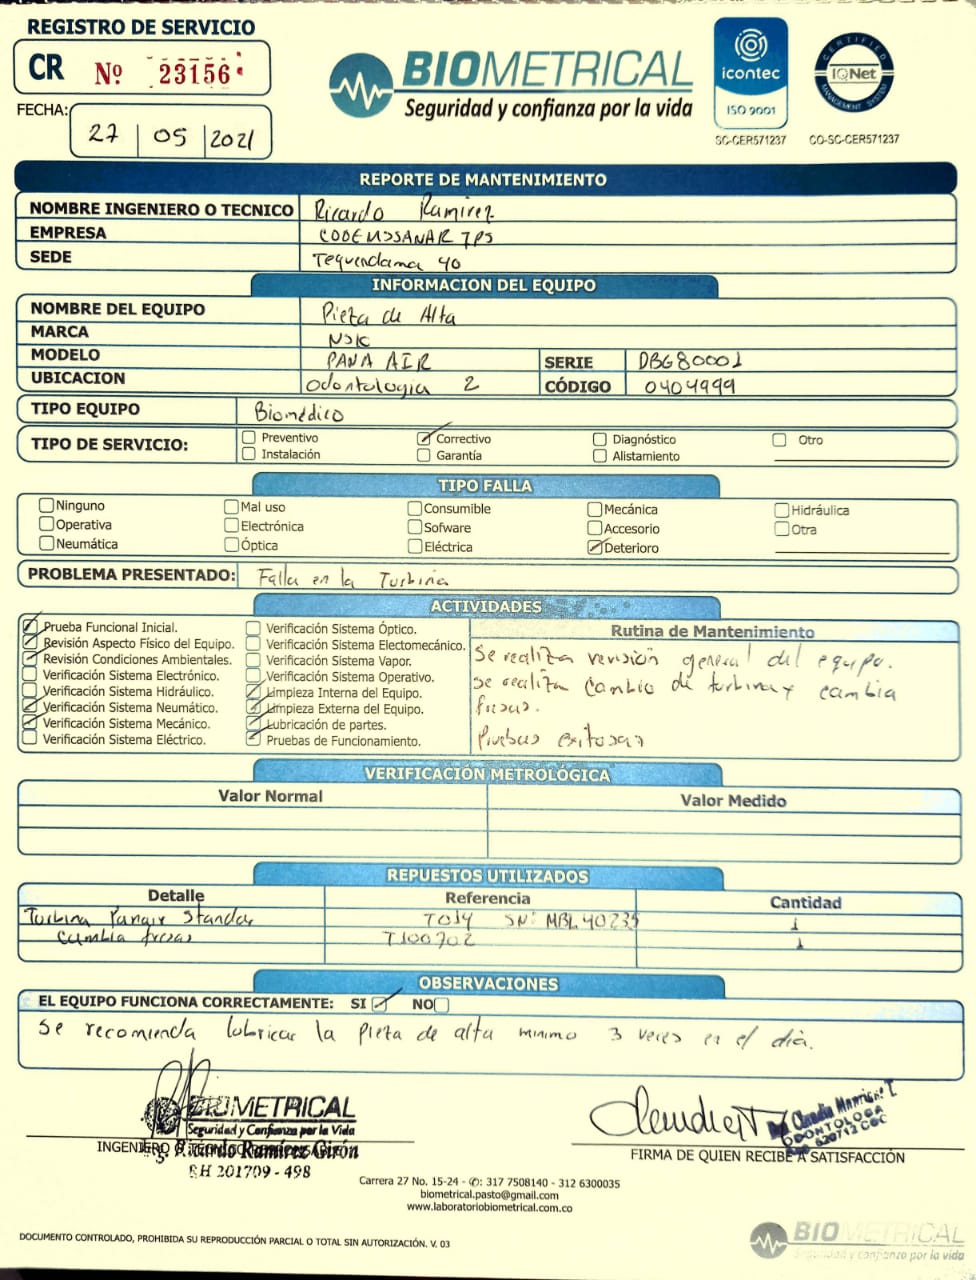 REGISTRO DE SERVICIO
CR Nº 23156
FECHA: 27 05 2021
BIOMETRICAL
Seguridad y confianza por la vida
icontec
ISO 9001
SC-CER571237
CERTIFIED
IQNet
MANAGEMENT SYSTEM
CO-SC-CER571237
REPORTE DE MANTENIMIENTO
NOMBRE INGENIERO O TECNICO Ricardo Ramirez
EMPRESA CODEMSSANAR IPS
SEDE Tequendama 40
INFORMACION DEL EQUIPO
NOMBRE DEL EQUIPO Pieza de Alta
MARCA NSK
MODELO PANA AIR SERIE DBG80001
UBICACION Odontologia 2 CÓDIGO 0404999
TIPO EQUIPO Biomédico
TIPO DE SERVICIO: Preventivo Correctivo Diagnóstico Otro
Instalación Garantía Alistamiento
TIPO FALLA
Ninguno Mal uso Consumible Mecánica Hidráulica
Operativa Electrónica Sofware Accesorio Otra
Neumática Óptica Eléctrica Deterioro
PROBLEMA PRESENTADO: Falla en la Turbina
ACTIVIDADES
Prueba Funcional Inicial.
Revisión Aspecto Físico del Equipo.
Revisión Condiciones Ambientales.
Verificación Sistema Electrónico.
Verificación Sistema Hidráulico.
Verificación Sistema Neumático.
Verificación Sistema Mecánico.
Verificación Sistema Eléctrico.
Verificación Sistema Óptico.
Verificación Sistema Electomecánico.
Verificación Sistema Vapor.
Verificación Sistema Operativo.
Limpieza Interna del Equipo.
Limpieza Externa del Equipo.
Lubricación de partes.
Pruebas de Funcionamiento.
Rutina de Mantenimiento
Se realiza revisión general del equipo.
se realiza cambio de turbina y cambia
fresas.
Pruebas exitosas
VERIFICACIÓN METROLÓGICA
Valor Normal Valor Medido
REPUESTOS UTILIZADOS
Detalle Referencia Cantidad
Turbina Panair Standar TOJ4 SN: MBL40235 1
cambia fresas T100702 1
OBSERVACIONES
EL EQUIPO FUNCIONA CORRECTAMENTE: SI NO
Se recomienda lubricar la pieza de alta minimo 3 veces en el dia.
BIOMETRICAL
Seguridad y Confianza por la Vida
INGENIERO O TECNICO
Ricardo Ramírez Girón
RH 201709 - 498
Claudia
Claudia Manrique T.
ODONTOLOGA
FIRMA DE QUIEN RECIBE A SATISFACCIÓN
Carrera 27 No. 15-24 - ✆: 317 7508140 - 312 6300035
biometrical.pasto@gmail.com
www.laboratoriobiometrical.com.co
DOCUMENTO CONTROLADO, PROHIBIDA SU REPRODUCCIÓN PARCIAL O TOTAL SIN AUTORIZACIÓN. V. 03
BIOMETRICAL
Seguridad y confianza por la vida